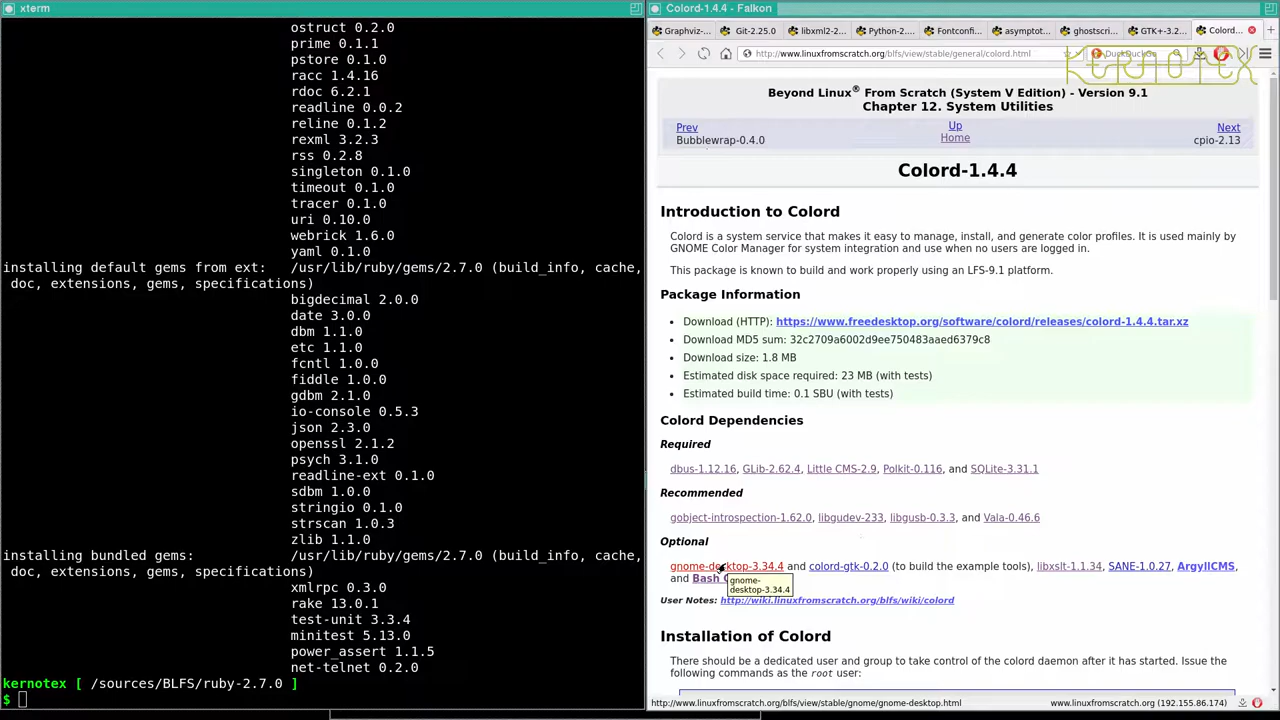 xterm
ostruct 0.2.0
prime 0.1.1
pstore 0.1.0
racc 1.4.16
rdoc 6.2.1
readline 0.0.2
reline 0.1.2
rexml 3.2.3
rss 0.2.8
singleton 0.1.0
timeout 0.1.0
tracer 0.1.0
uri 0.10.0
webrick 1.6.0
yaml 0.1.0
installing default gems from ext:   /usr/lib/ruby/gems/2.7.0 (build_info, cache,
doc, extensions, gems, specifications)
bigdecimal 2.0.0
date 3.0.0
dbm 1.1.0
etc 1.1.0
fcntl 1.0.0
fiddle 1.0.0
gdbm 2.1.0
io-console 0.5.3
json 2.3.0
openssl 2.1.2
psych 3.1.0
readline-ext 0.1.0
sdbm 1.0.0
stringio 0.1.0
strscan 1.0.3
zlib 1.1.0
installing bundled gems:            /usr/lib/ruby/gems/2.7.0 (build_info, cache,
doc, extensions, gems, specifications)
xmlrpc 0.3.0
rake 13.0.1
test-unit 3.3.4
minitest 5.13.0
power_assert 1.1.5
net-telnet 0.2.0
kernotex [ /sources/BLFS/ruby-2.7.0 ]
$
Colord-1.4.4 - Falkon
Graphviz-... Git-2.25.0 libxml2-2... Python-2.... Fontconfi... asymptot... ghostscri... GTK+-3.2... Colord...
http://www.linuxfromscratch.org/blfs/view/stable/general/colord.html DuckDuckGo
KERNOTEX
Beyond Linux® From Scratch (System V Edition) - Version 9.1
Chapter 12. System Utilities
Prev Up Next
Bubblewrap-0.4.0 Home cpio-2.13
Colord-1.4.4
Introduction to Colord
Colord is a system service that makes it easy to manage, install, and generate color profiles. It is used mainly by
GNOME Color Manager for system integration and use when no users are logged in.
This package is known to build and work properly using an LFS-9.1 platform.
Package Information
• Download (HTTP): https://www.freedesktop.org/software/colord/releases/colord-1.4.4.tar.xz
• Download MD5 sum: 32c2709a6002d9ee750483aaed6379c8
• Download size: 1.8 MB
• Estimated disk space required: 23 MB (with tests)
• Estimated build time: 0.1 SBU (with tests)
Colord Dependencies
Required
dbus-1.12.16, GLib-2.62.4, Little CMS-2.9, Polkit-0.116, and SQLite-3.31.1
Recommended
gobject-introspection-1.62.0, libgudev-233, libgusb-0.3.3, and Vala-0.46.6
Optional
gnome-desktop-3.34.4 and colord-gtk-0.2.0 (to build the example tools), libxslt-1.1.34, SANE-1.0.27, ArgyllCMS,
and Bash
gnome-
desktop-3.34.4
User Notes: http://wiki.linuxfromscratch.org/blfs/wiki/colord
Installation of Colord
There should be a dedicated user and group to take control of the colord daemon after it has started. Issue the
following commands as the root user:
http://www.linuxfromscratch.org/blfs/view/stable/gnome/gnome-desktop.html www.linuxfromscratch.org (192.155.86.174)